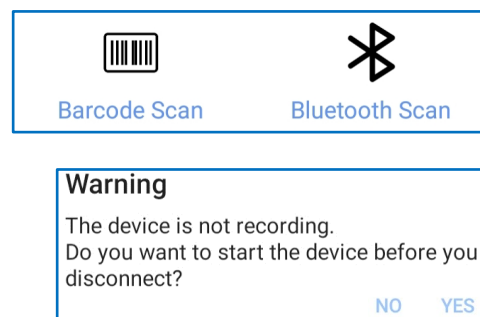 Barcode Scan
Bluetooth Scan
Warning
The device is not recording.
Do you want to start the device before you
disconnect?
NO
YES